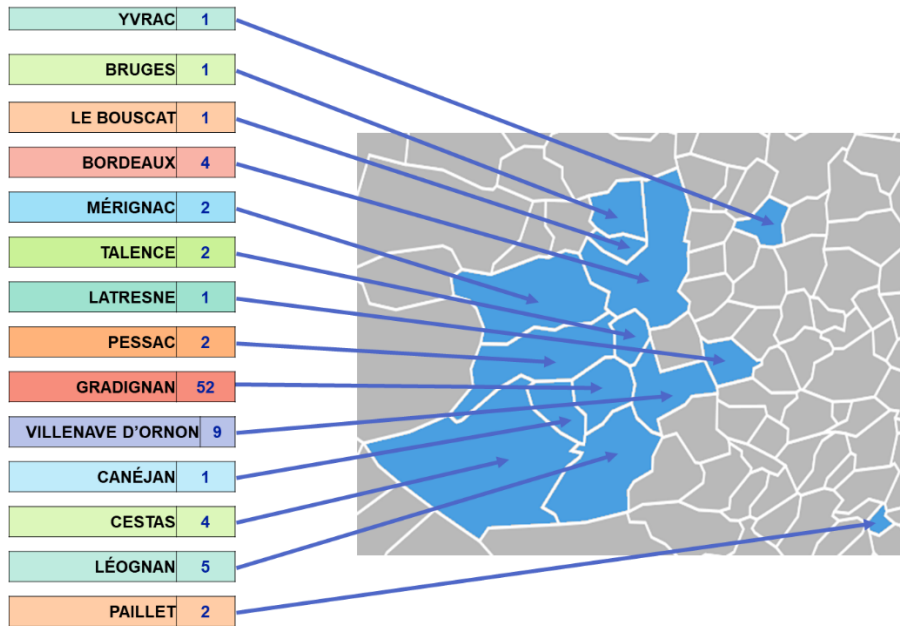 YVRAC 1
BRUGES 1
LE BOUSCAT 1
BORDEAUX 4
MÉRIGNAC 2
TALENCE 2
LATRESNE 1
PESSAC 2
GRADIGNAN 52
VILLENAVE D'ORNON 9
CANÉJAN 1
CESTAS 4
LÉOGNAN 5
PAILLET 2